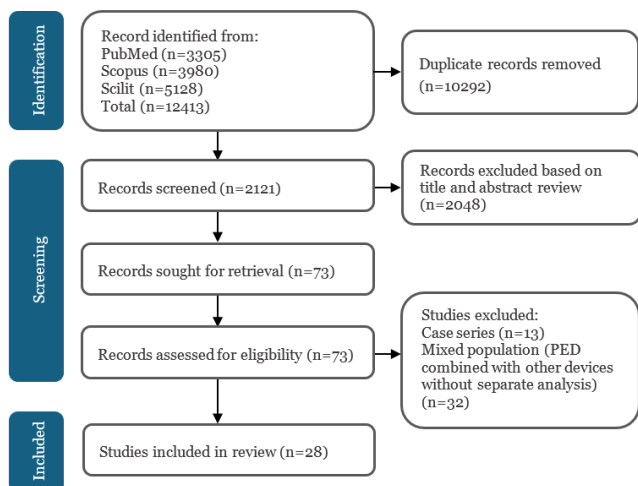 Identification
Record identified from:
PubMed (n=3305)
Scopus (n=3980)
Scilit (n=5128)
Total (n=12413)
Duplicate records removed
(n=10292)
Screening
Records screened (n=2121)
Records excluded based on
title and abstract review
(n=2048)
Records sought for retrieval (n=73)
Records assessed for eligibility (n=73)
Studies excluded:
Case series (n=13)
Mixed population (PED
combined with other devices
without separate analysis)
(n=32)
Included
Studies included in review (n=28)